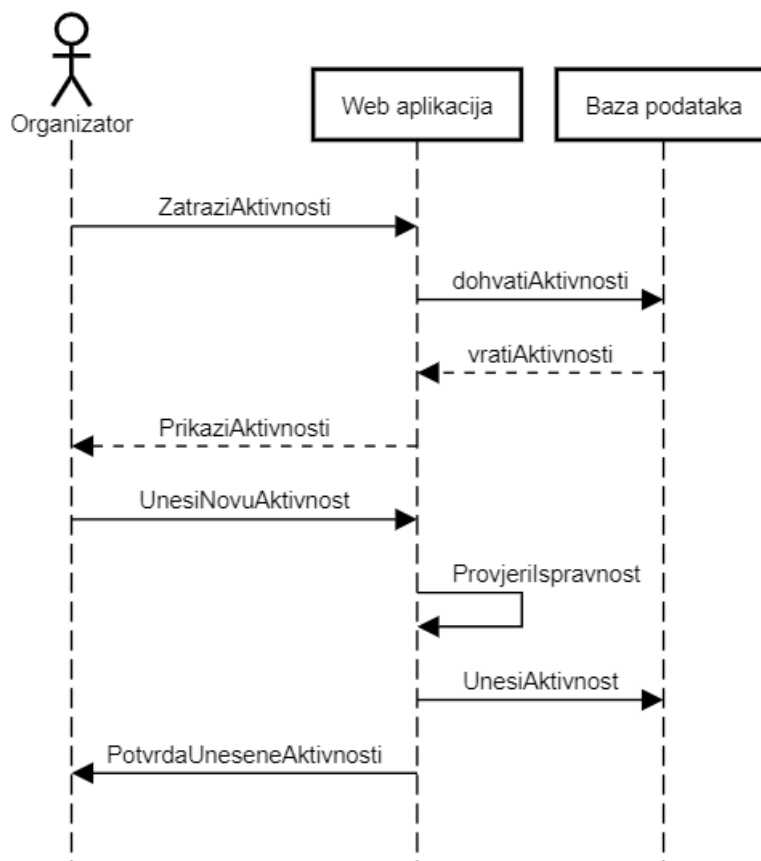 Organizator
Web aplikacija
Baza podataka
ZatraziAktivnosti
dohvatiAktivnosti
vratiAktivnosti
PrikaziAktivnosti
UnesiNovuAktivnost
ProvjeriIspravnost
UnesiAktivnost
PotvrdaUneseneAktivnosti